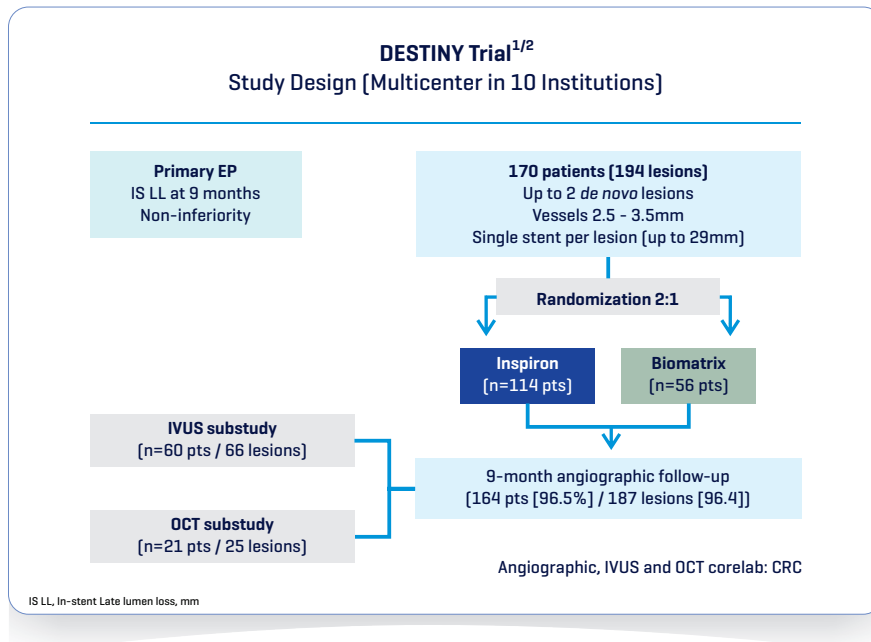 DESTINY Trial1/2
Study Design (Multicenter in 10 Institutions)
Primary EP
IS LL at 9 months
Non-inferiority
170 patients (194 lesions)
Up to 2 de novo lesions
Vessels 2.5 - 3.5mm
Single stent per lesion (up to 29mm)
Randomization 2:1
Inspiron
(n=114 pts)
Biomatrix
(n=56 pts)
IVUS substudy
(n=60 pts / 66 lesions)
9-month angiographic follow-up
(164 pts [96.5%] / 187 lesions [96.4])
OCT substudy
(n=21 pts / 25 lesions)
Angiographic, IVUS and OCT corelab: CRC
IS LL, In-stent Late lumen loss, mm